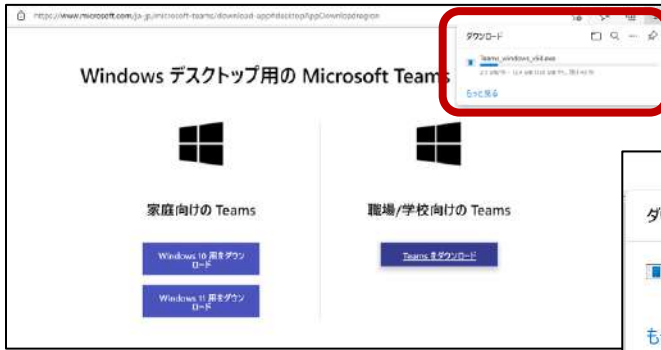 https://www.microsoft.com/ja-jp/microsoft-teams/download-app#desktopAppDownloadregion
ダウンロード
Teams_windows_x64.exe
もっと見る
Windows デスクトップ用の Microsoft Teams
家庭向けの Teams
職場/学校向けの Teams
Windows 10 用をダウン
ロード
Teams をダウンロード
Windows 11 用をダウン
ロード
ダ
も